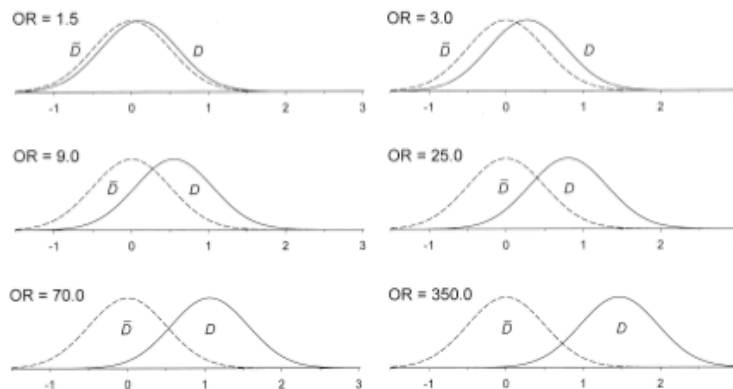 OR = 1.5
D̄ D
-1 0 1 2 3
OR = 3.0
D̄ D
-1 0 1 2
OR = 9.0
D̄ D
-1 0 1 2 3
OR = 25.0
D̄ D
-1 0 1 2
OR = 70.0
D̄ D
-1 0 1 2 3
OR = 350.0
D̄ D
-1 0 1 2